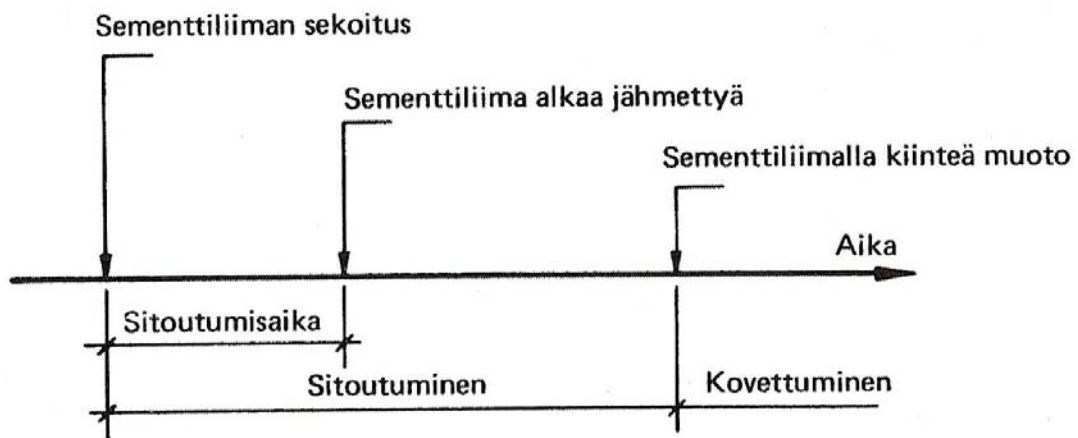 Sementtiliiman sekoitus
Sementtiliima alkaa jähmettyä
Sementtiliimalla kiinteä muoto
Aika
Sitoutumisaika
Sitoutuminen
Kovettuminen